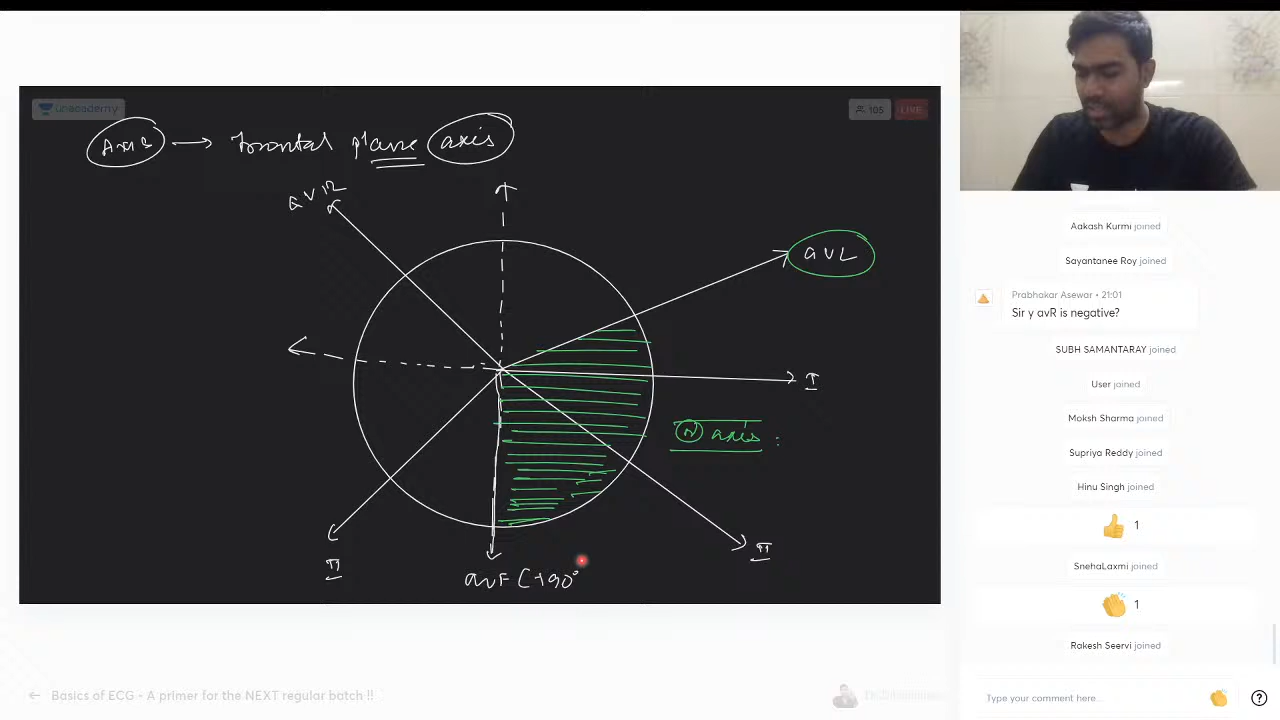 unacademy
105
LIVE
Axis → frontal plane axis
aVR
aVL
I
N axis :
II
II
aVF (+90°
Aakash Kurmi joined
Sayantanee Roy joined
Prabhakar Asewar • 21:01
Sir y avR is negative?
SUBH SAMANTARAY joined
User joined
Moksh Sharma joined
Supriya Reddy joined
Hinu Singh joined
1
SnehaLaxmi joined
1
Rakesh Seervi joined
← Basics of ECG - A primer for the NEXT regular batch !!
Type your comment here...